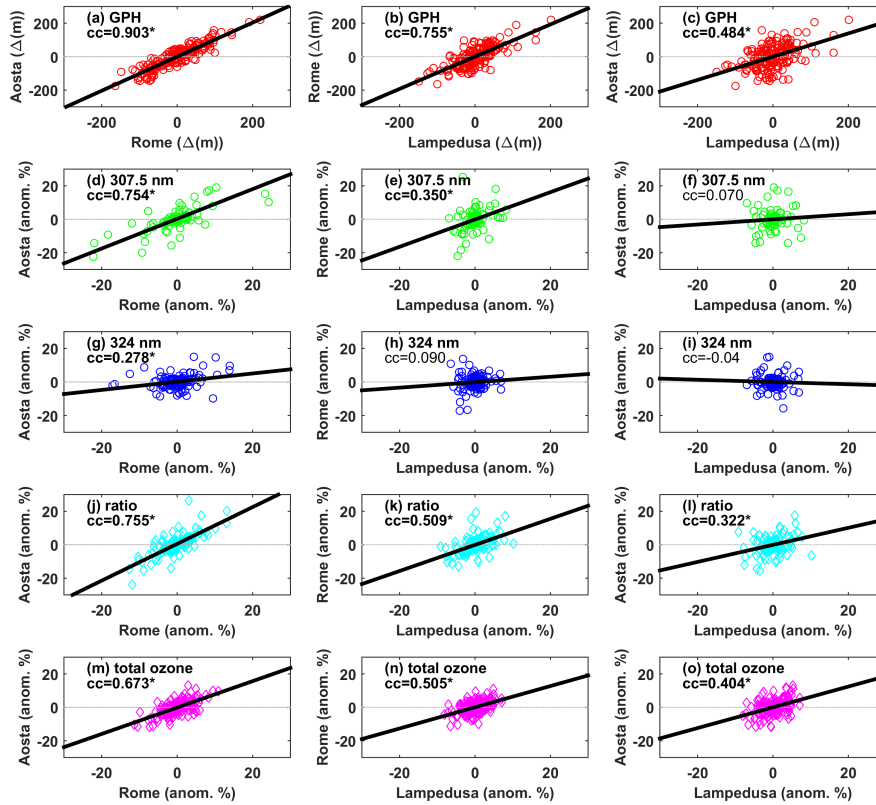 (a) GPH
cc=0.903*
200
0
-200
Aosta (Δ(m))
-200
0
200
Rome (Δ(m))
(b) GPH
cc=0.755*
200
0
-200
Rome (Δ(m))
-200
0
200
Lampedusa (Δ(m))
(c) GPH
cc=0.484*
200
0
-200
Aosta (Δ(m))
-200
0
200
Lampedusa (Δ(m))
(d) 307.5 nm
cc=0.754*
20
0
-20
Aosta (anom. %)
-20
0
20
Rome (anom. %)
(e) 307.5 nm
cc=0.350*
20
0
-20
Rome (anom. %)
-20
0
20
Lampedusa (anom. %)
(f) 307.5 nm
cc=0.070
20
0
-20
Aosta (anom. %)
-20
0
20
Lampedusa (anom. %)
(g) 324 nm
cc=0.278*
20
0
-20
Aosta (anom. %)
-20
0
20
Rome (anom. %)
(h) 324 nm
cc=0.090
20
0
-20
Rome (anom. %)
-20
0
20
Lampedusa (anom. %)
(i) 324 nm
cc=-0.04
20
0
-20
Aosta (anom. %)
-20
0
20
Lampedusa (anom. %)
(j) ratio
cc=0.755*
20
0
-20
Aosta (anom. %)
-20
0
20
Rome (anom. %)
(k) ratio
cc=0.509*
20
0
-20
Rome (anom. %)
-20
0
20
Lampedusa (anom. %)
(l) ratio
cc=0.322*
20
0
-20
Aosta (anom. %)
-20
0
20
Lampedusa (anom. %)
(m) total ozone
cc=0.673*
20
0
-20
Aosta (anom. %)
-20
0
20
Rome (anom. %)
(n) total ozone
cc=0.505*
20
0
-20
Rome (anom. %)
-20
0
20
Lampedusa (anom. %)
(o) total ozone
cc=0.404*
20
0
-20
Aosta (anom. %)
-20
0
20
Lampedusa (anom. %)